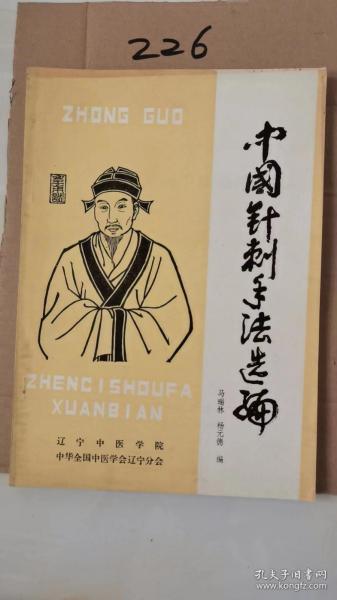 226
ZHONG GUO
中国针刺手法选编
马瑞林 杨元德 编
ZHENCISHOUFA
XUANBIAN
辽宁中医学院
中华全国中医学会辽宁分会
孔夫子旧书网